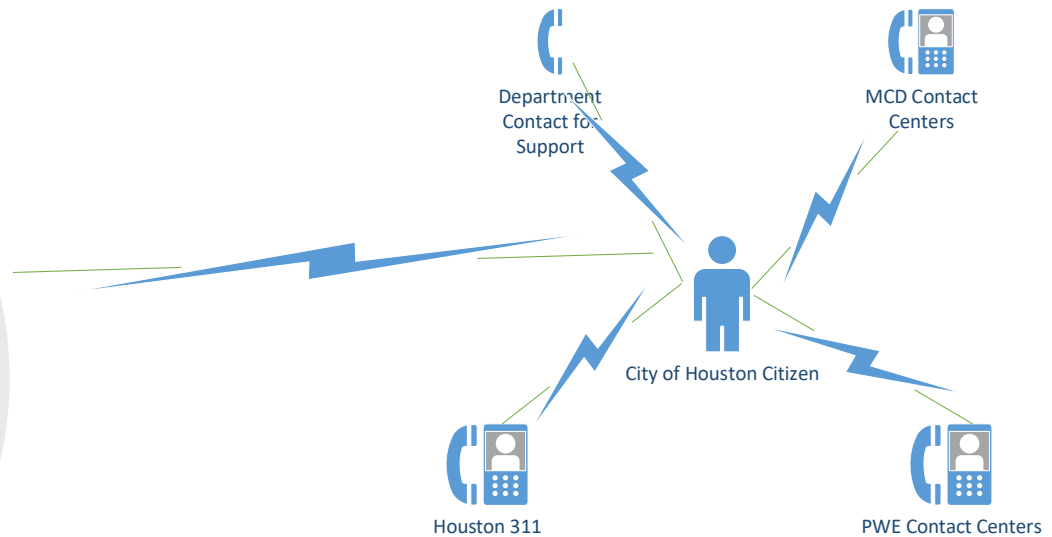 Department
Contact for
Support
MCD Contact
Centers
City of Houston Citizen
Houston 311
PWE Contact Centers